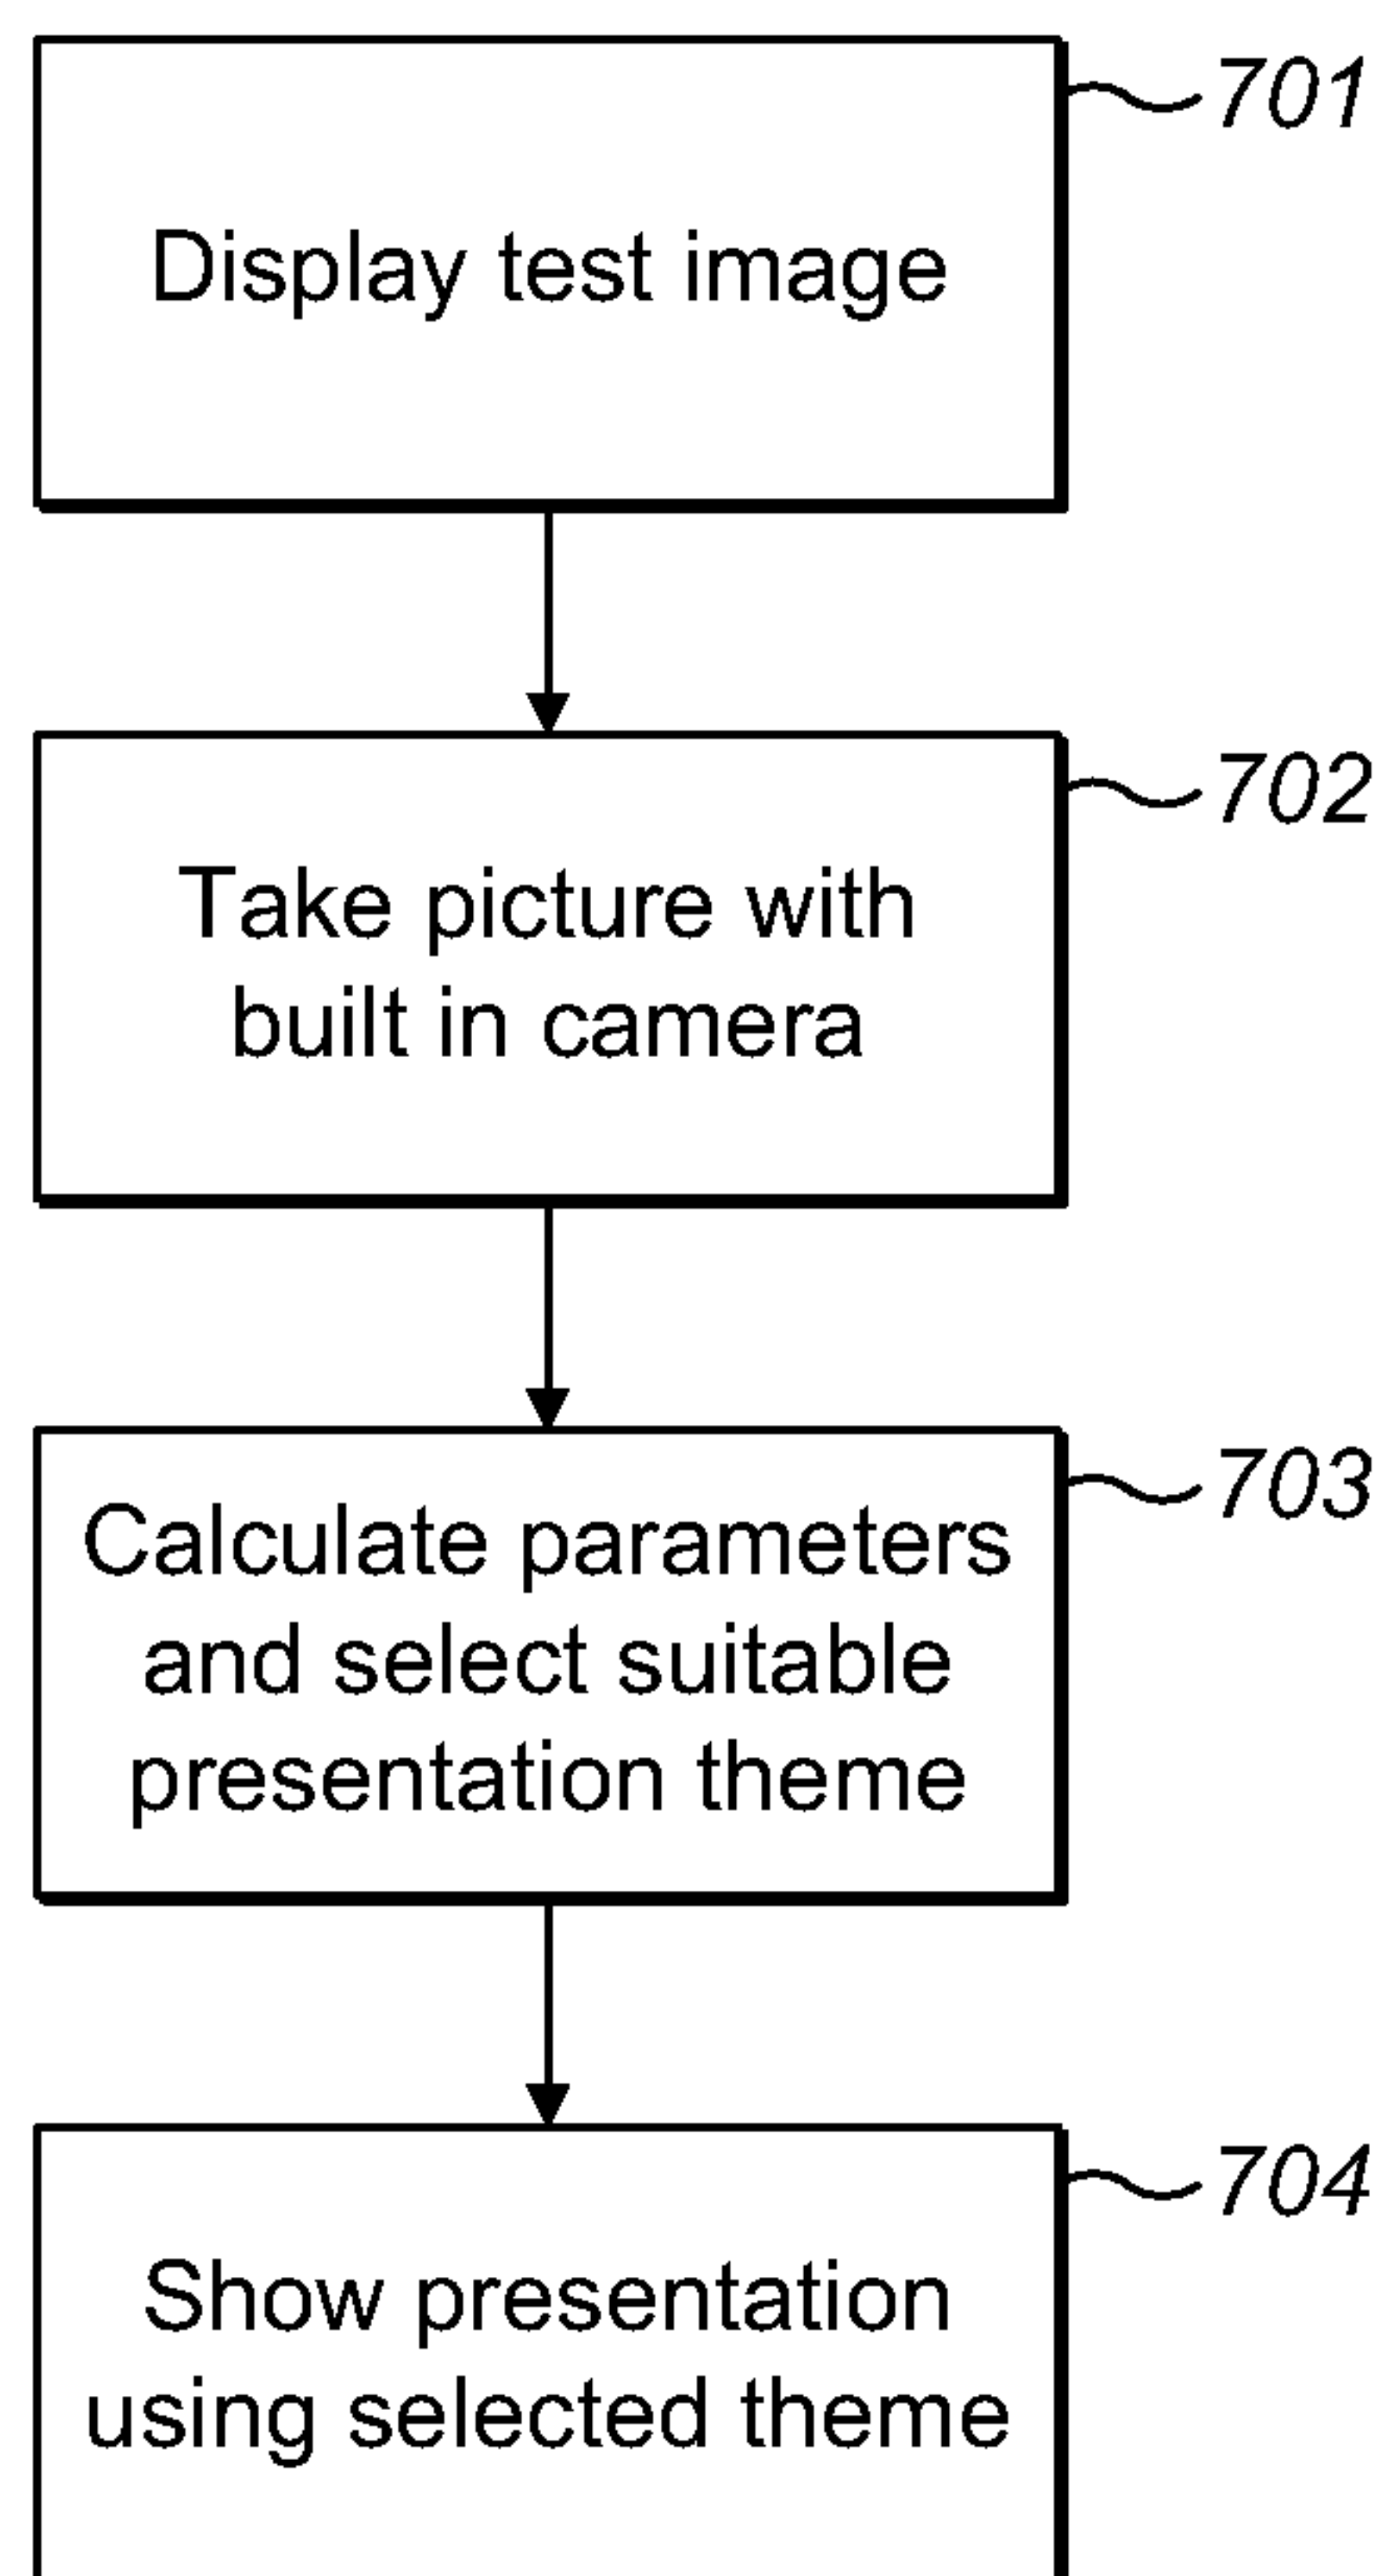 701
Display test image
702
Take picture with
built in camera
703
Calculate parameters
and select suitable
presentation theme
704
Show presentation
using selected theme